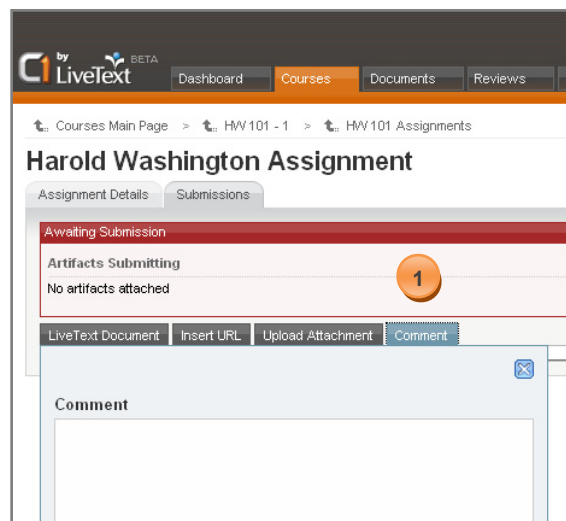 C1 by LiveText BETA
Dashboard Courses Documents Reviews
Courses Main Page > HW 101 - 1 > HW 101 Assignments
Harold Washington Assignment
Assignment Details Submissions
Awaiting Submission
Artifacts Submitting
No artifacts attached
1
LiveText Document Insert URL Upload Attachment Comment
Comment